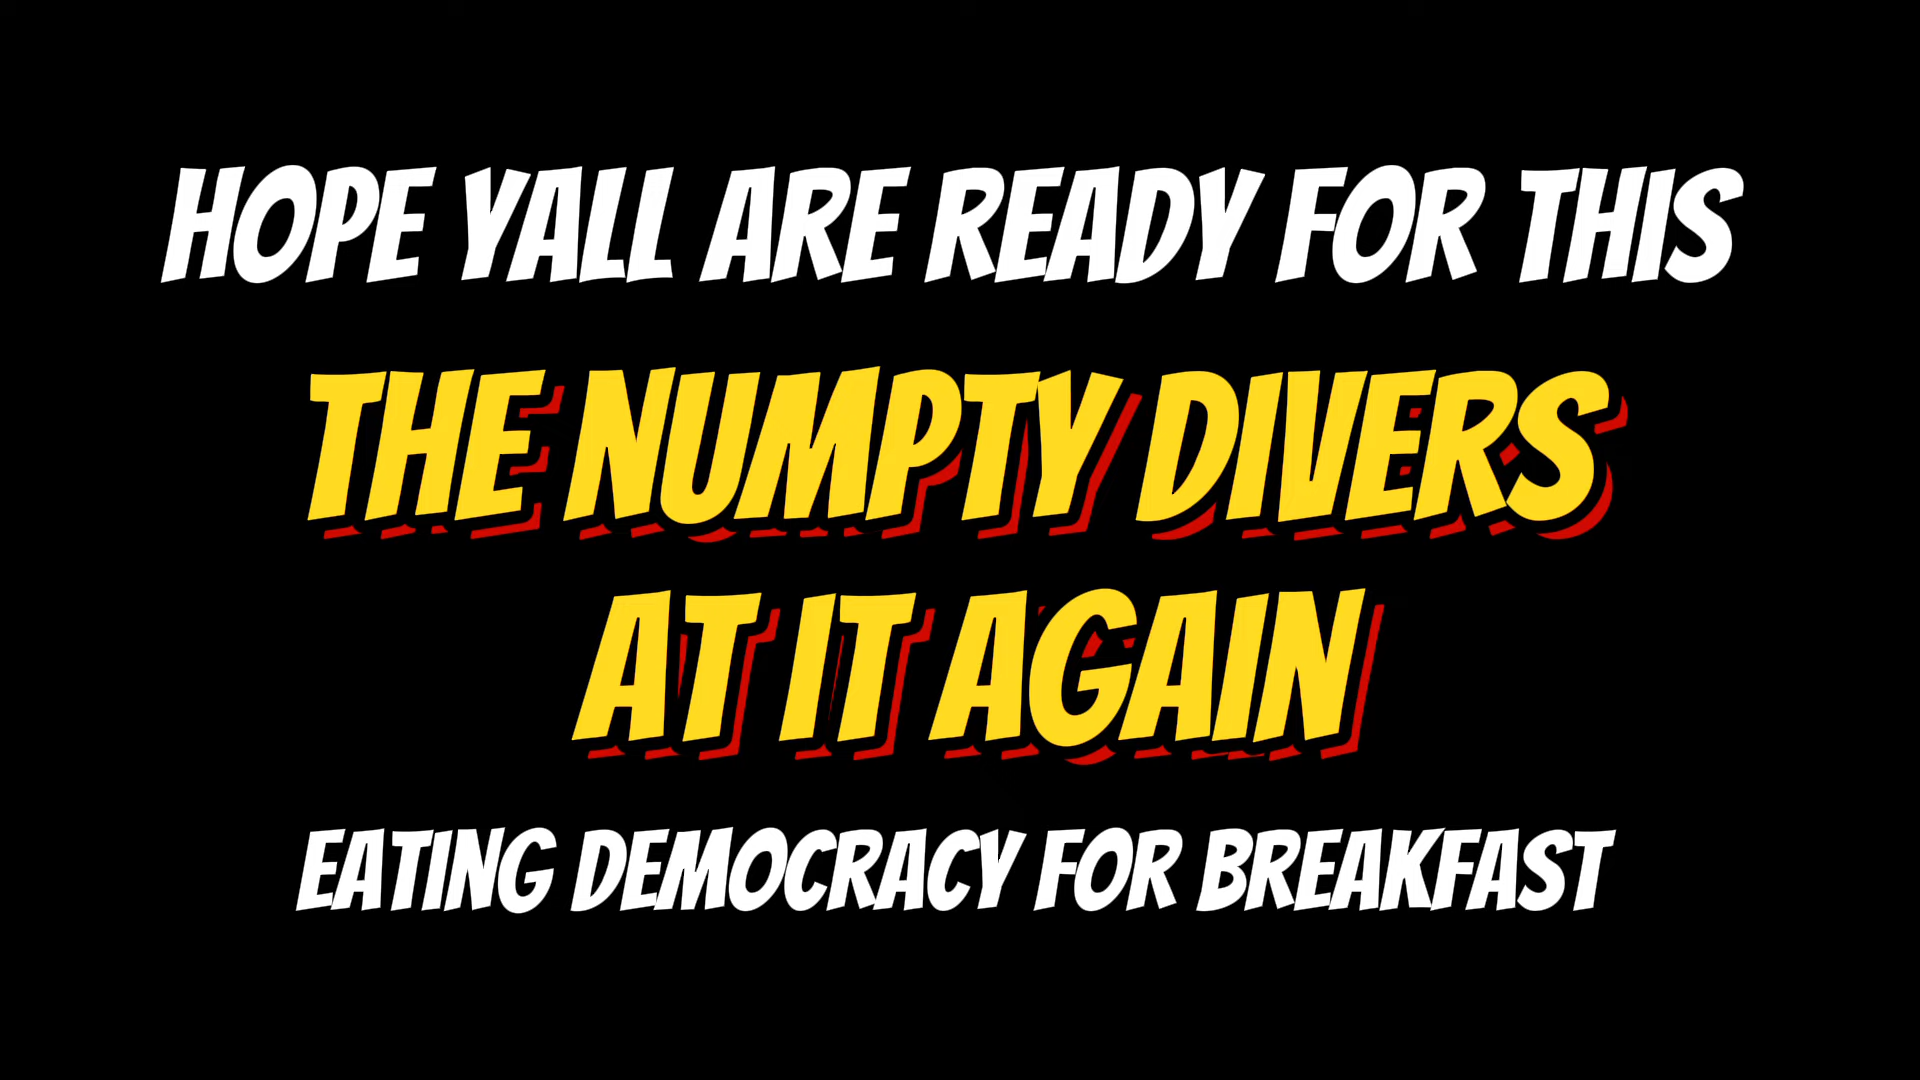 HOPE YALL ARE READY FOR THIS
THE NUMPTY DIVERS
AT IT AGAIN
EATING DEMOCRACY FOR BREAKFAST